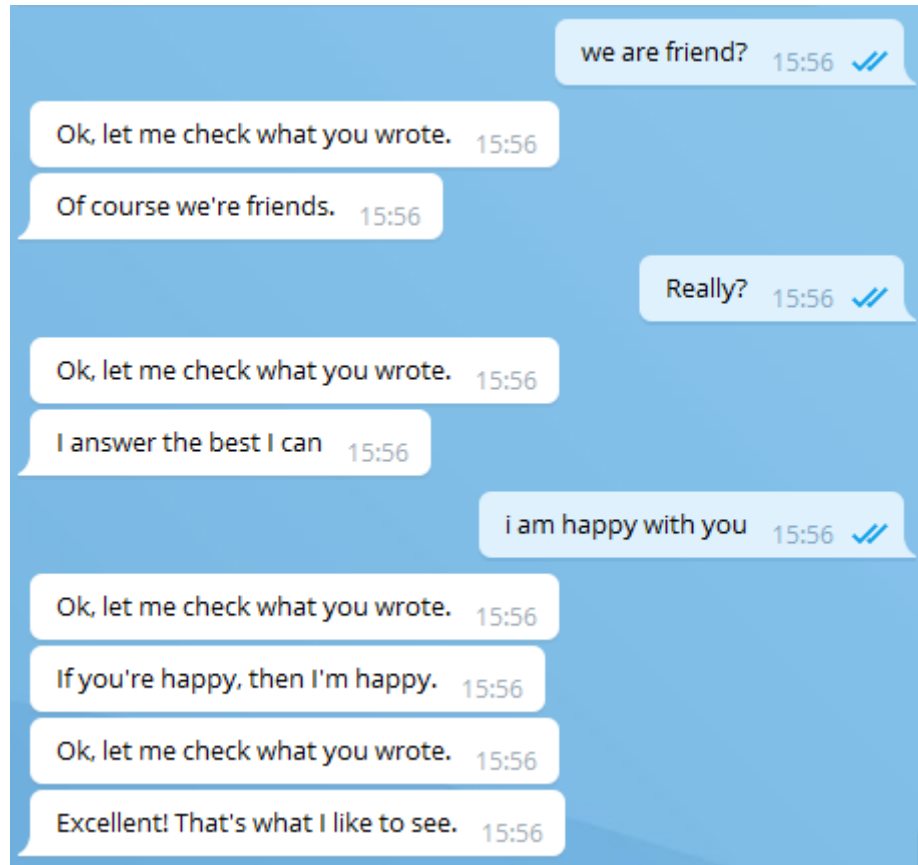 we are friend? 15:56
Ok, let me check what you wrote. 15:56
Of course we're friends. 15:56
Really? 15:56
Ok, let me check what you wrote. 15:56
I answer the best I can 15:56
i am happy with you 15:56
Ok, let me check what you wrote. 15:56
If you're happy, then I'm happy. 15:56
Ok, let me check what you wrote. 15:56
Excellent! That's what I like to see. 15:56